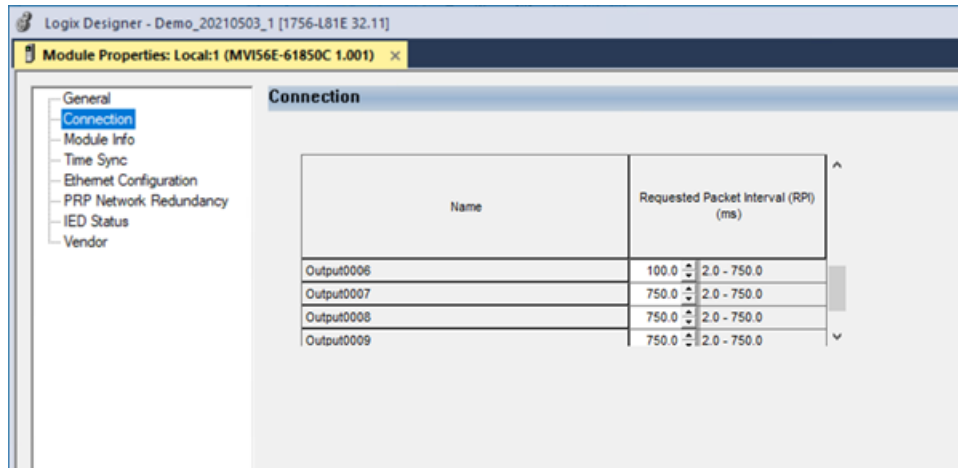 Logix Designer - Demo_20210503_1 [1756-L81E 32.11]
Module Properties: Local:1 (MVI56E-61850C 1.001) ×
General
Connection
Module Info
Time Sync
Ethernet Configuration
PRP Network Redundancy
IED Status
Vendor
Connection
Name
Requested Packet Interval (RPI)
(ms)
Output0006 100.0 2.0 - 750.0
Output0007 750.0 2.0 - 750.0
Output0008 750.0 2.0 - 750.0
Output0009 750.0 2.0 - 750.0